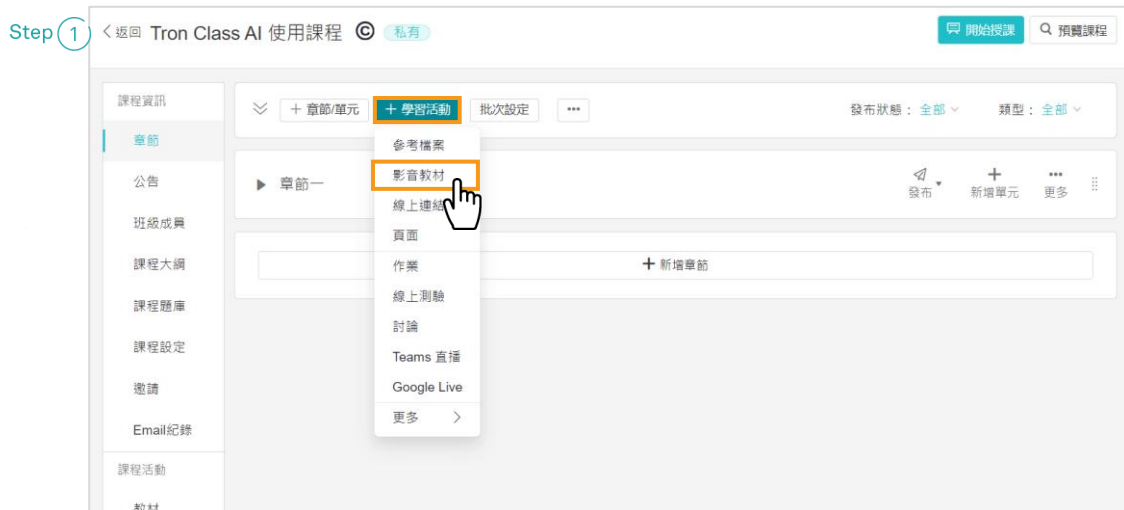 Step 1
返回 Tron Class AI 使用課程 © 私有
開始授課 預覽課程
課程資訊
章節
公告
班級成員
課程大綱
課程題庫
課程設定
邀請
Email紀錄
課程活動
教材
+ 章節/單元 + 學習活動 批次設定 •••
發布狀態： 全部 類型： 全部
參考檔案
影音教材
線上連結
頁面
作業
線上測驗
討論
Teams 直播
Google Live
更多
章節一
發布 新增單元 更多
+ 新增章節